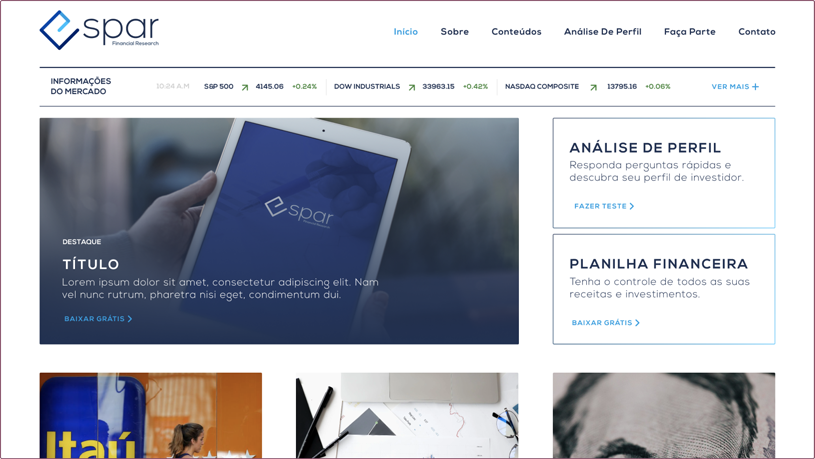 espar
Financial Research
Início
Sobre
Conteúdos
Análise De Perfil
Faça Parte
Contato
INFORMAÇÕES
DO MERCADO
10:24 A.M
S&P 500 4145.06 +0.24%
DOW INDUSTRIALS 33963.15 +0.42%
NASDAQ COMPOSITE 13795.16 +0.06%
VER MAIS +
espar
DESTAQUE
TÍTULO
Lorem ipsum dolor sit amet, consectetur adipiscing elit. Nam
vel nunc rutrum, pharetra nisi eget, condimentum dui.
BAIXAR GRÁTIS
ANÁLISE DE PERFIL
Responda perguntas rápidas e
descubra seu perfil de investidor.
FAZER TESTE
PLANILHA FINANCEIRA
Tenha o controle de todos as suas
receitas e investimentos.
BAIXAR GRÁTIS
Itaú